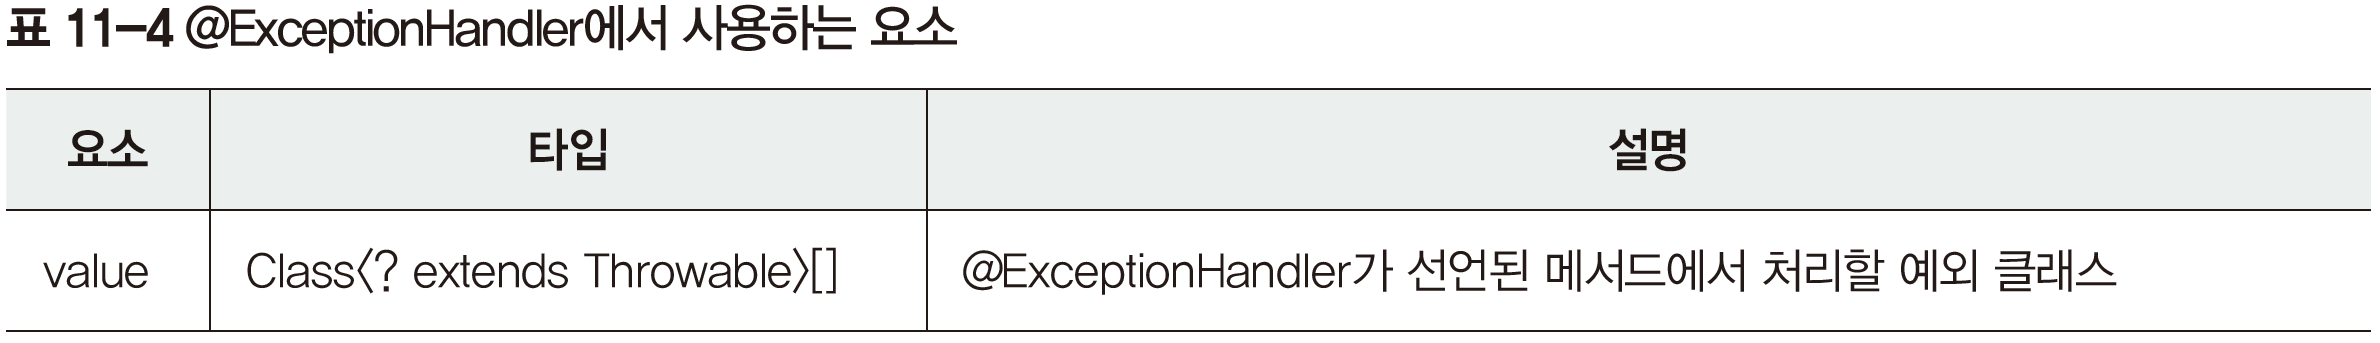 표 11-4 @ExceptionHandler에서 사용하는 요소
요소 타입 설명
value Class〈? extends Throwable〉[] @ExceptionHandler가 선언된 메서드에서 처리할 예외 클래스